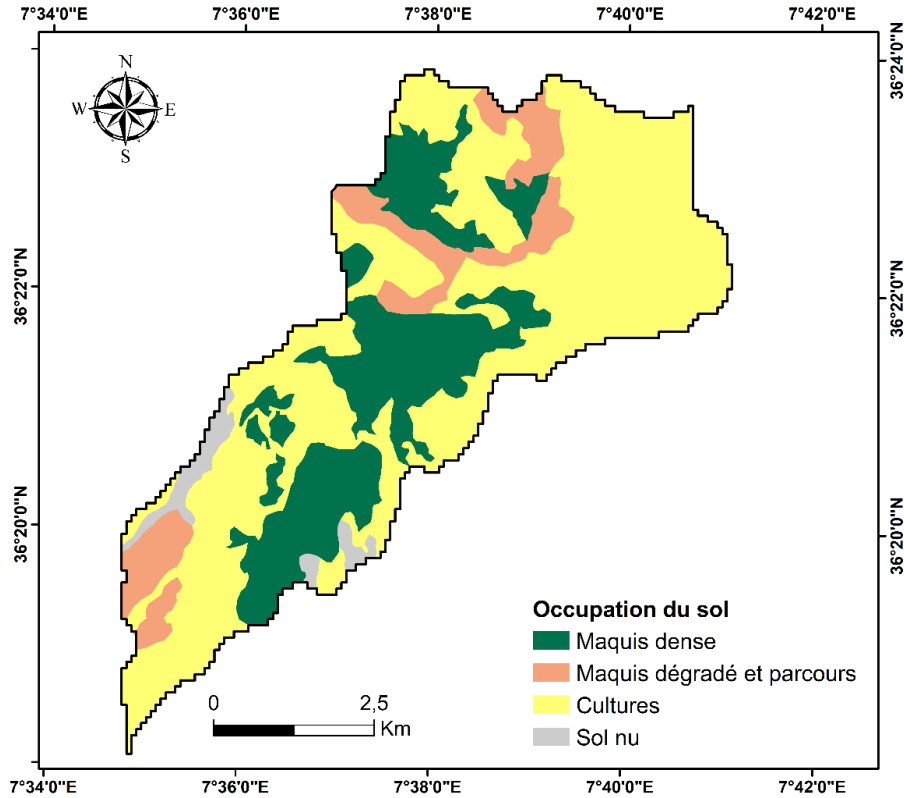 7°34'0"E 7°36'0"E 7°38'0"E 7°40'0"E 7°42'0"E
36°24'0"N
36°22'0"N
36°20'0"N
N
W E
S
36°22'0"N
36°20'0"N
Occupation du sol
Maquis dense
Maquis dégradé et parcours
Cultures
Sol nu
0 2,5
Km
7°34'0"E 7°36'0"E 7°38'0"E 7°40'0"E 7°42'0"E